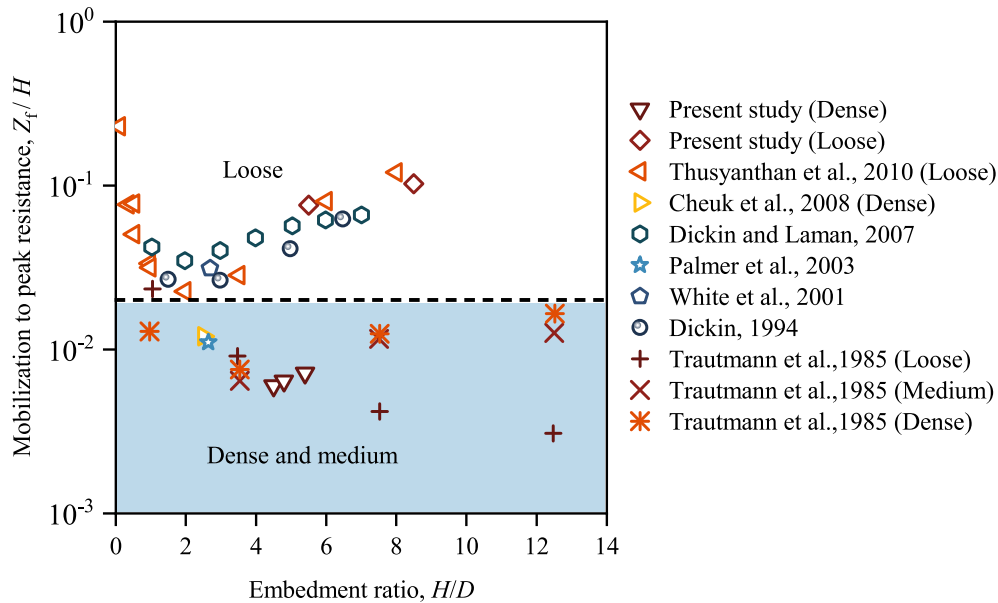 Mobilization to peak resistance, Zf / H
10^0
10^-1
10^-2
10^-3
Loose
Dense and medium
0 2 4 6 8 10 12 14
Embedment ratio, H/D
Present study (Dense)
Present study (Loose)
Thusyanthan et al., 2010 (Loose)
Cheuk et al., 2008 (Dense)
Dickin and Laman, 2007
Palmer et al., 2003
White et al., 2001
Dickin, 1994
Trautmann et al.,1985 (Loose)
Trautmann et al.,1985 (Medium)
Trautmann et al.,1985 (Dense)